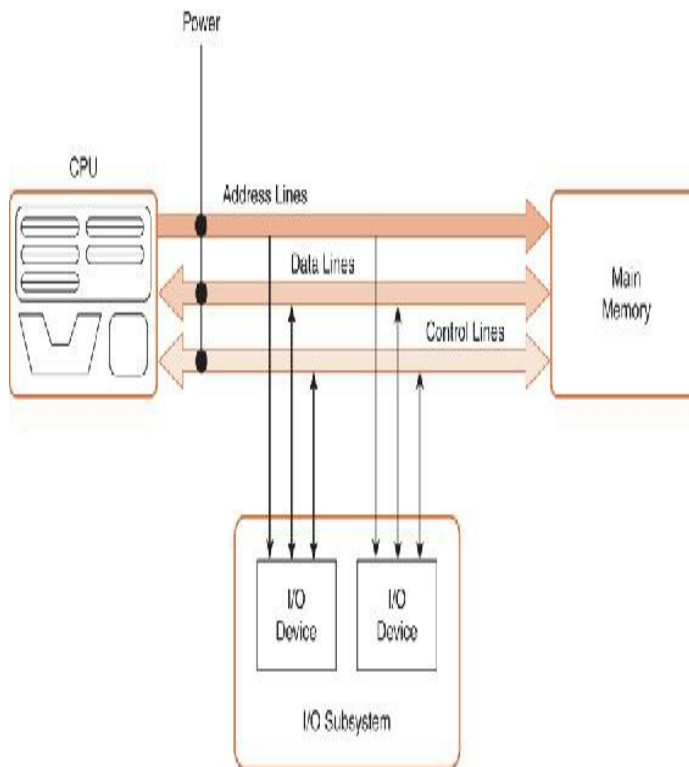 Power
CPU
Address Lines
Data Lines
Main
Memory
Control Lines
I/O
Device
I/O
Device
I/O Subsystem